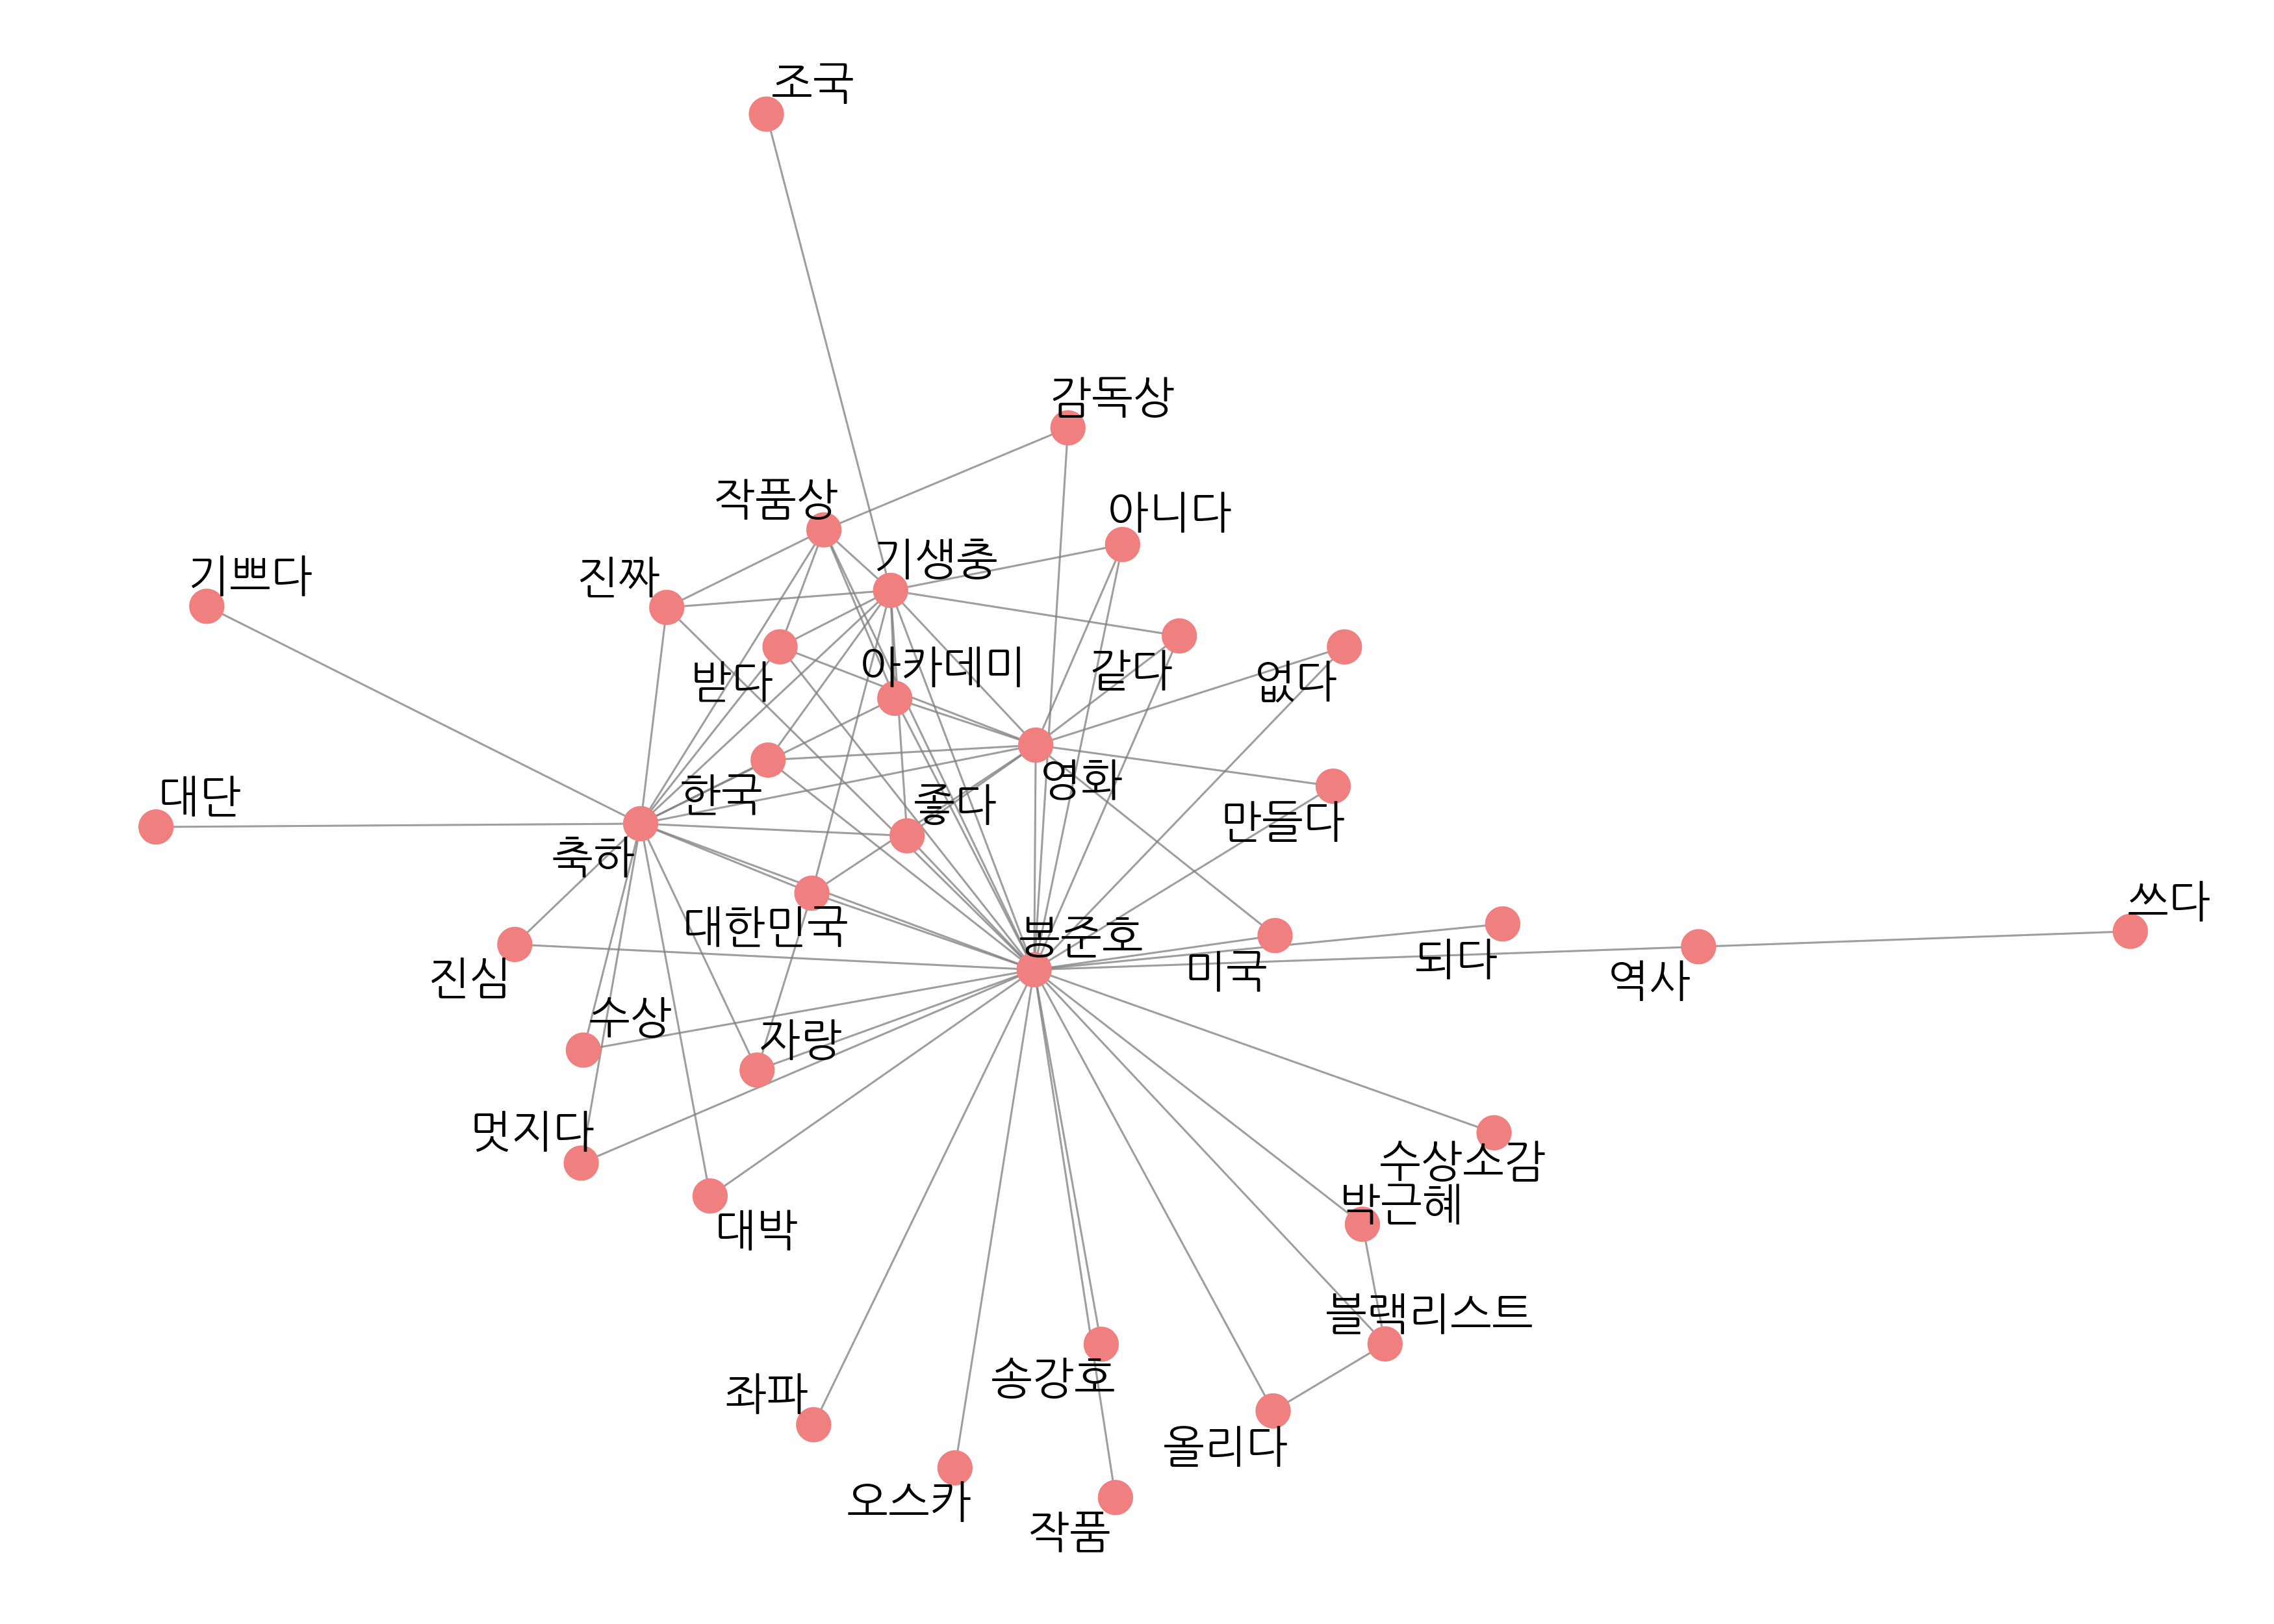 조국
감독상
작품상
아니다
기생충
진짜
기쁘다
아카데미
같다
받다
없다
대단
한국
좋다
영화
만들다
축하
쓰다
대한민국
봉준호
되다
미국
역사
진심
수상
자랑
멋지다
수상소감
박근혜
대박
블랙리스트
송강호
좌파
올리다
오스카
작품